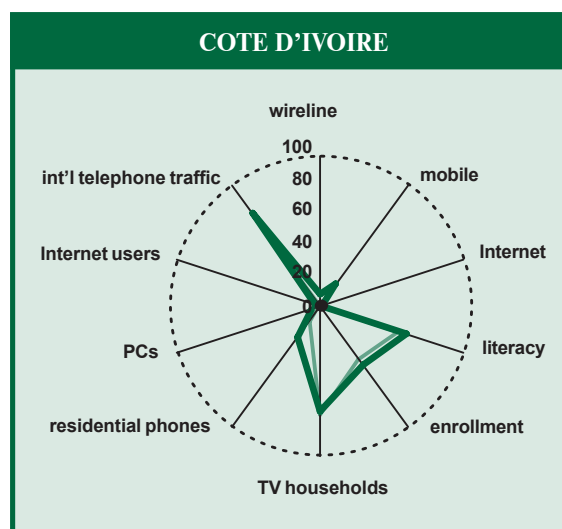 COTE D’IVOIRE
wireline
100
80
60
40
20
0
mobile
Internet
literacy
enrollment
TV households
residential phones
PCs
Internet users
int’l telephone traffic